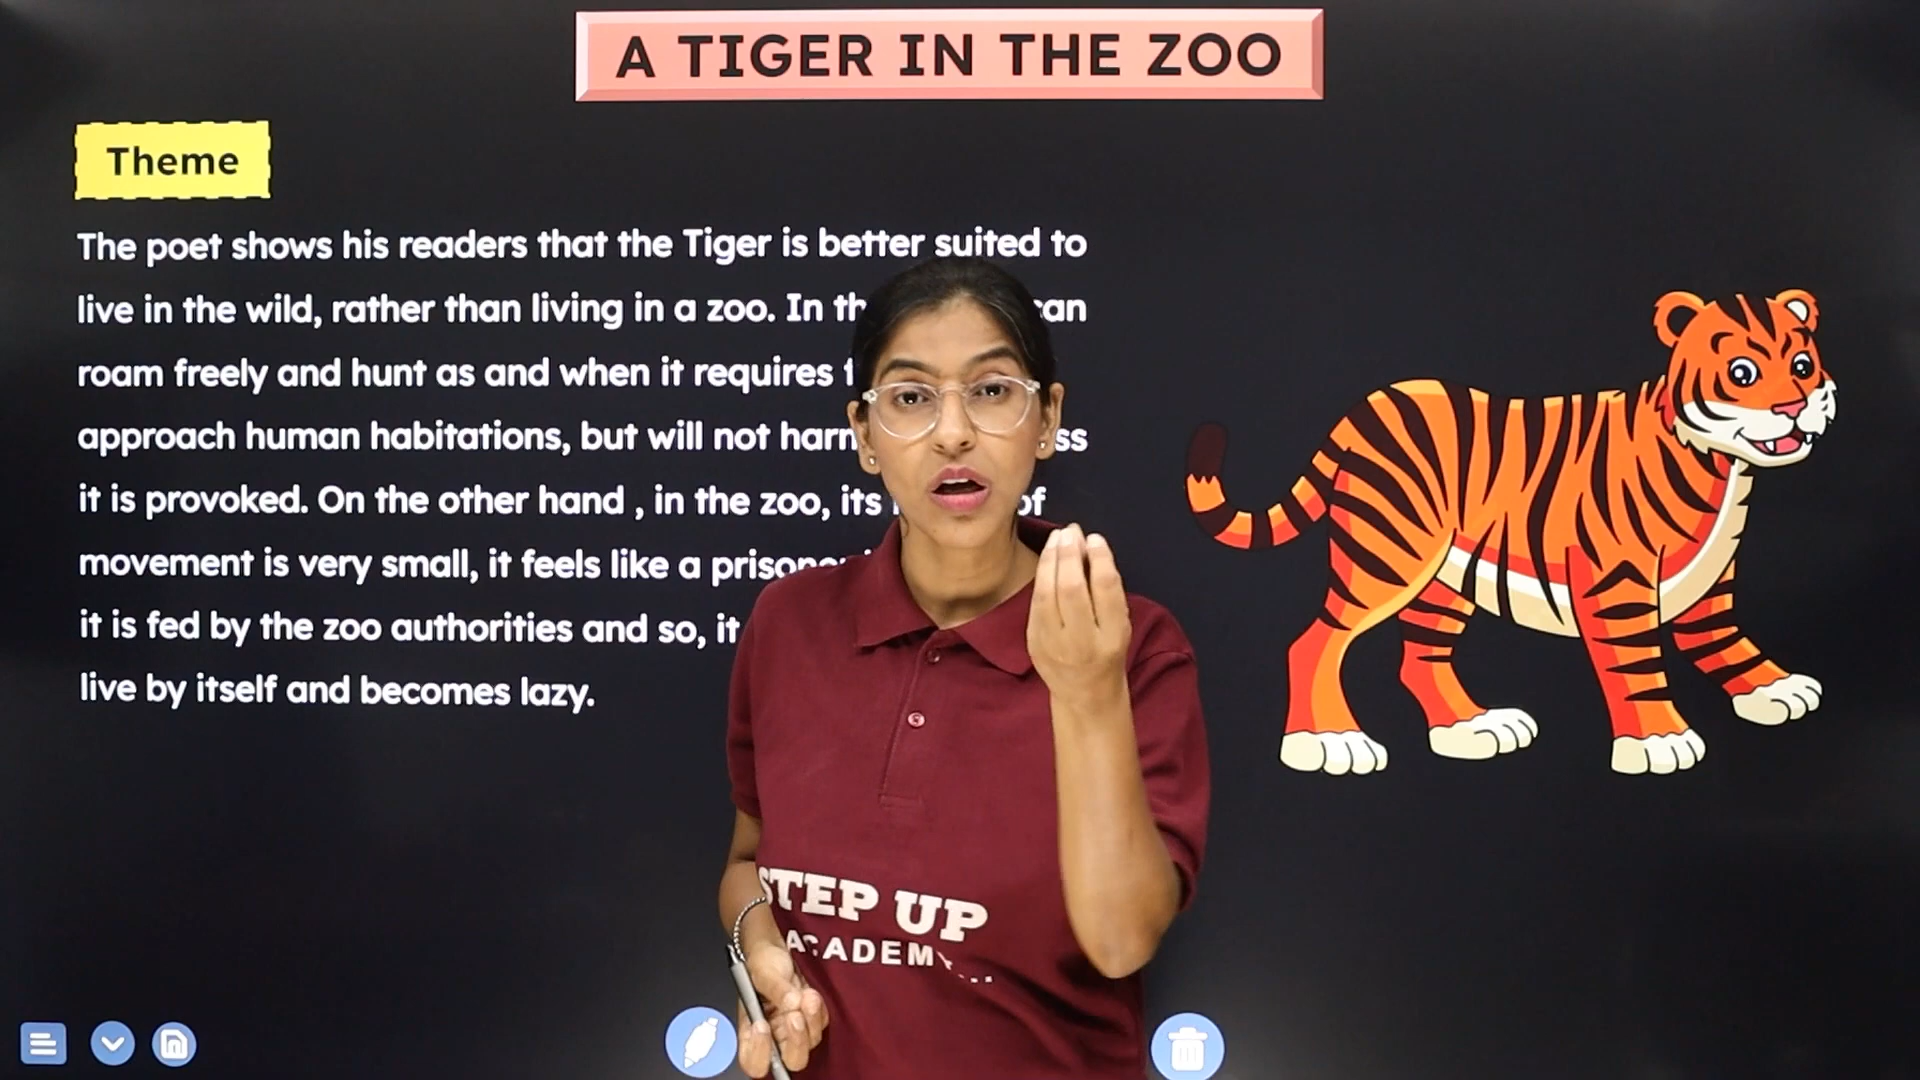 A TIGER IN THE ZOO
Theme
The poet shows his readers that the Tiger is better suited to
live in the wild, rather than living in a zoo. In can
roam freely and hunt as and when it requires
approach human habitations, but will not
it is provoked. On the other hand , in the zoo, its of
movement is very small, it feels like a
it is fed by the zoo authorities and so, it
live by itself and becomes lazy.
STEP UP
ACADEMY...